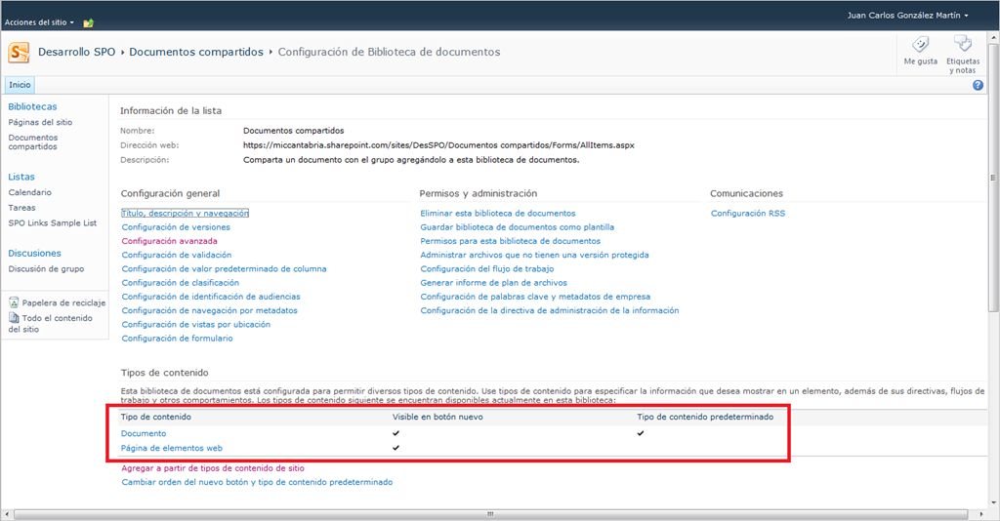 Juan Carlos González Martín
Acciones del sitio
Desarrollo SPO ▸ Documentos compartidos ▸ Configuración de Biblioteca de documentos
Me gusta
Etiquetas
y notas
Inicio
Bibliotecas
Páginas del sitio
Documentos
compartidos
Listas
Calendario
Tareas
SPO Links Sample List
Discusiones
Discusión de grupo
Papelera de reciclaje
Todo el contenido
del sitio
Información de la lista
Nombre: Documentos compartidos
Dirección web: https://miccantabria.sharepoint.com/sites/DesSPO/Documentos compartidos/Forms/AllItems.aspx
Descripción: Comparta un documento con el grupo agregándolo a esta biblioteca de documentos.
Configuración general
Título, descripción y navegación
Configuración de versiones
Configuración avanzada
Configuración de validación
Configuración de valor predeterminado de columna
Configuración de clasificación
Configuración de identificación de audiencias
Configuración de navegación por metadatos
Configuración de vistas por ubicación
Configuración de formulario
Permisos y administración
Eliminar esta biblioteca de documentos
Guardar biblioteca de documentos como plantilla
Permisos para esta biblioteca de documentos
Administrar archivos que no tienen una versión protegida
Configuración del flujo de trabajo
Generar informe de plan de archivos
Configuración de palabras clave y metadatos de empresa
Configuración de la directiva de administración de la información
Comunicaciones
Configuración RSS
Tipos de contenido
Esta biblioteca de documentos está configurada para permitir diversos tipos de contenido. Use tipos de contenido para especificar la información que desea mostrar en un elemento, además de sus directivas, flujos de
trabajo y otros comportamientos. Los tipos de contenido siguiente se encuentran disponibles actualmente en esta biblioteca:
Tipo de contenido Visible en botón nuevo Tipo de contenido predeterminado
Documento ✔ ✔
Página de elementos web ✔
Agregar a partir de tipos de contenido de sitio
Cambiar orden del nuevo botón y tipo de contenido predeterminado